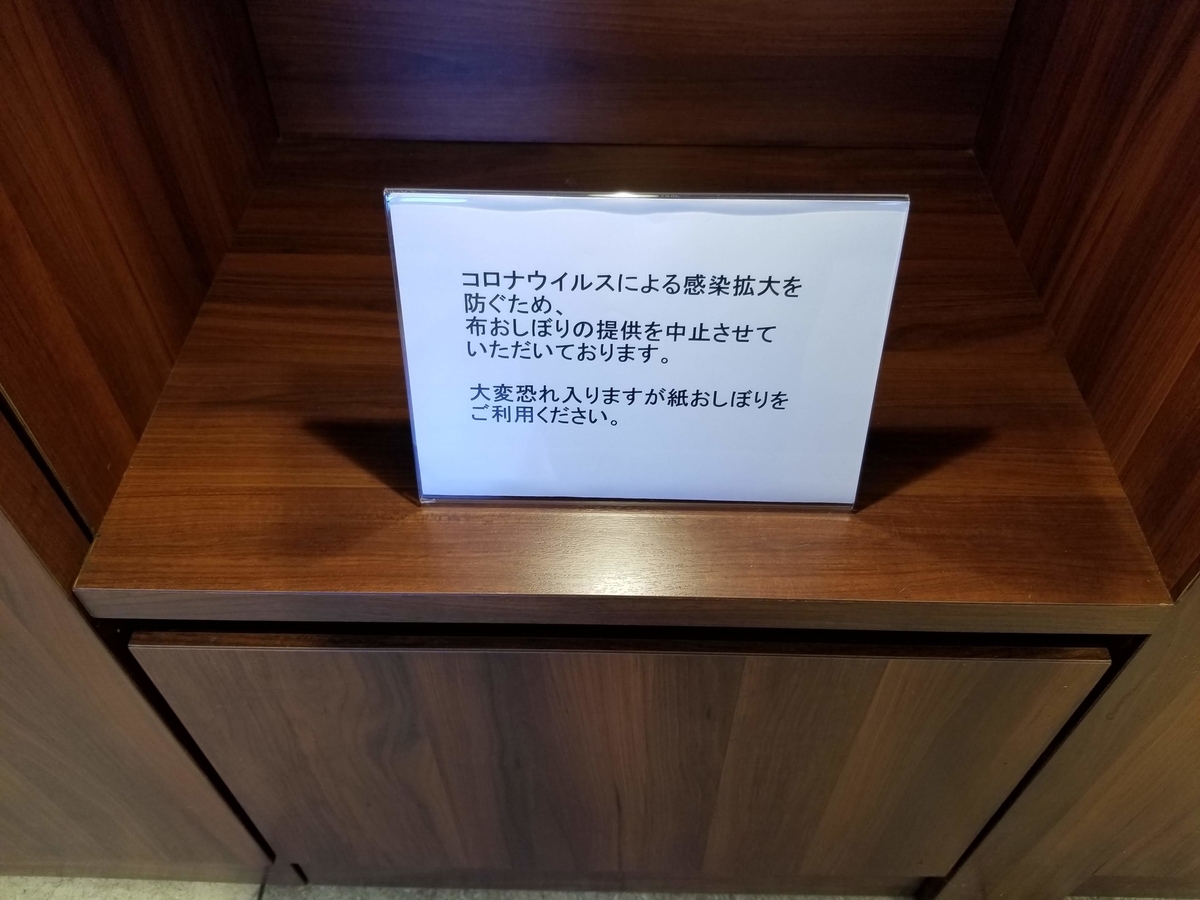 コロナウイルスによる感染拡大を
防ぐため、
布おしぼりの提供を中止させて
いただいております。
大変恐れ入りますが紙おしぼりを
ご利用ください。